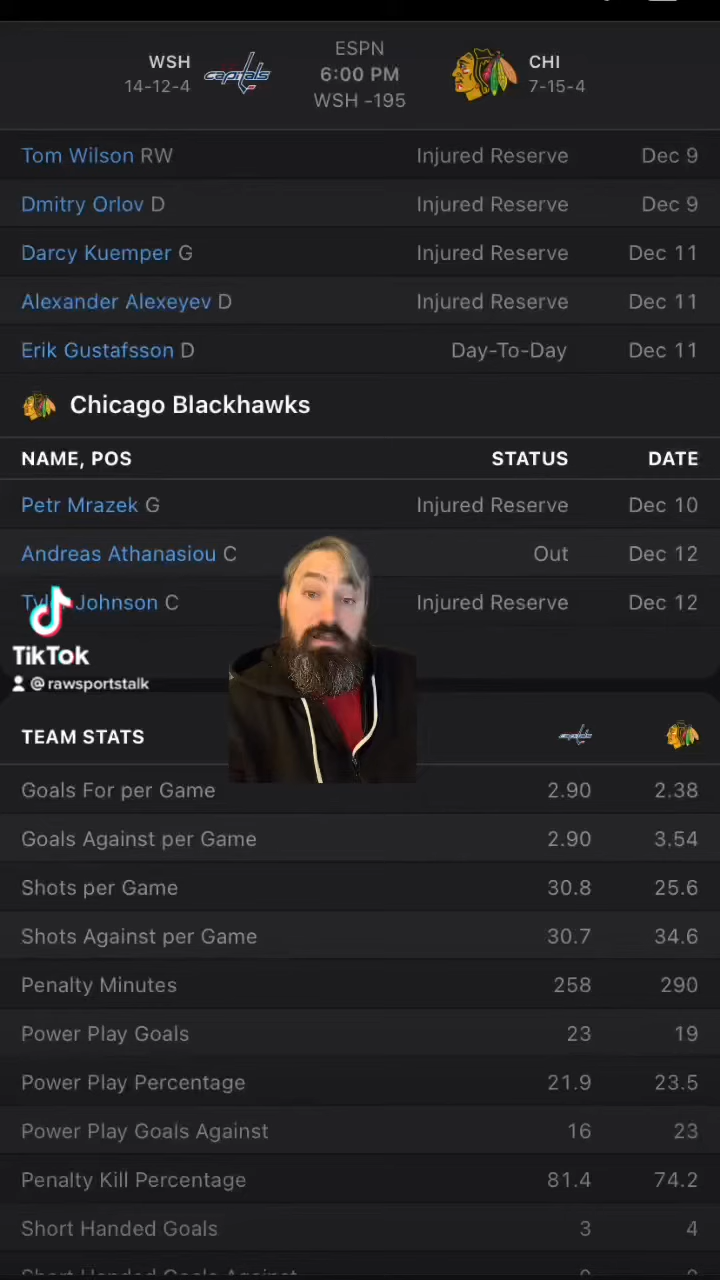 ESPN
WSH 6:00 PM CHI
14-12-4 capitals WSH -195 7-15-4
Tom Wilson RW Injured Reserve Dec 9
Dmitry Orlov D Injured Reserve Dec 9
Darcy Kuemper G Injured Reserve Dec 11
Alexander Alexeyev D Injured Reserve Dec 11
Erik Gustafsson D Day-To-Day Dec 11
Chicago Blackhawks
NAME, POS STATUS DATE
Petr Mrazek G Injured Reserve Dec 10
Andreas Athanasiou C Out Dec 12
Johnson C Injured Reserve Dec 12
TikTok
@rawsportstalk
TEAM STATS capitals
Goals For per Game 2.90 2.38
Goals Against per Game 2.90 3.54
Shots per Game 30.8 25.6
Shots Against per Game 30.7 34.6
Penalty Minutes 258 290
Power Play Goals 23 19
Power Play Percentage 21.9 23.5
Power Play Goals Against 16 23
Penalty Kill Percentage 81.4 74.2
Short Handed Goals 3 4
Short Handed Goals Against